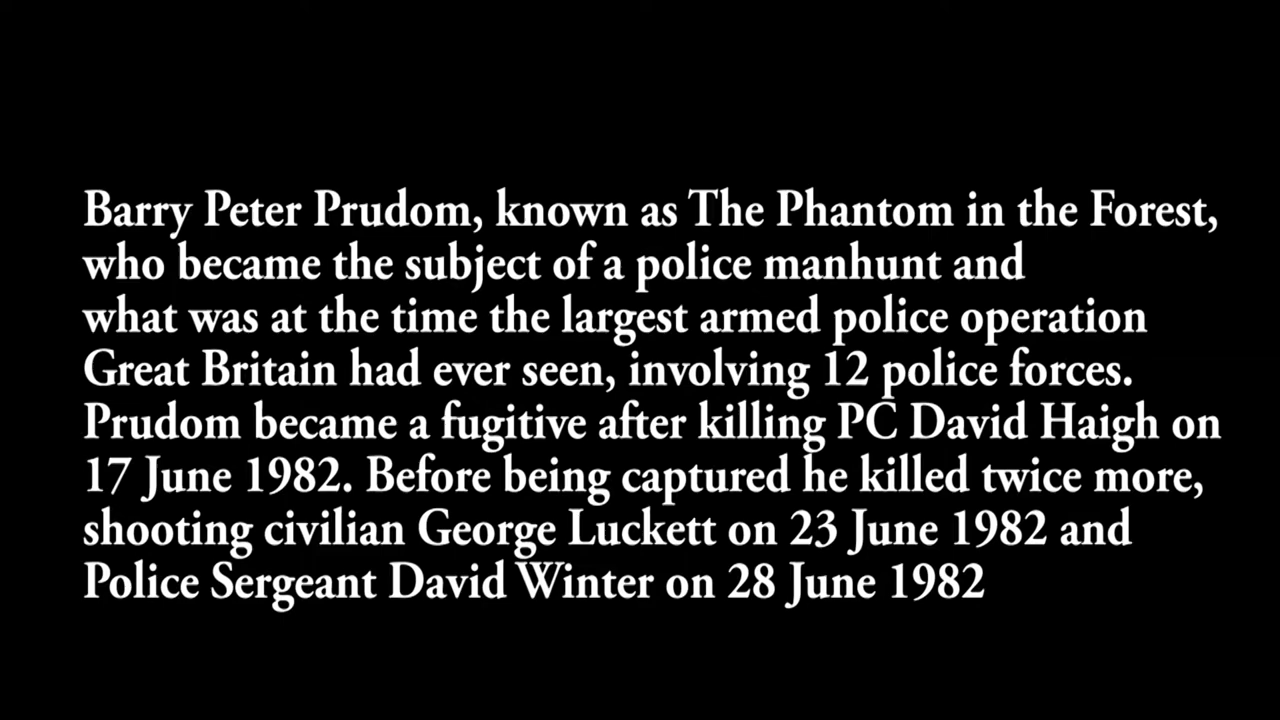 Barry Peter Prudom, known as The Phantom in the Forest,
who became the subject of a police manhunt and
what was at the time the largest armed police operation
Great Britain had ever seen, involving 12 police forces.
Prudom became a fugitive after killing PC David Haigh on
17 June 1982. Before being captured he killed twice more,
shooting civilian George Luckett on 23 June 1982 and
Police Sergeant David Winter on 28 June 1982